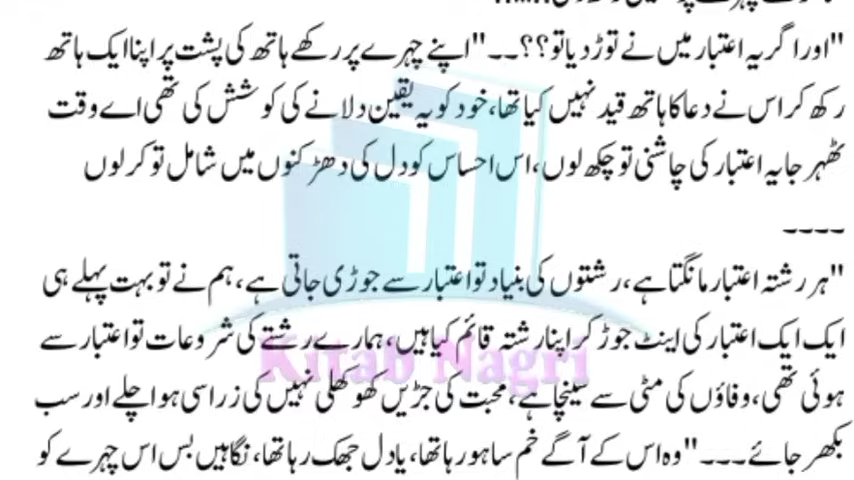 "اور اگر یہ اعتبار میں نے توڑ دیا تو؟؟۔۔"اپنے چہرے پر رکھے ہاتھ کی پشت پر اپنا ایک ہاتھ
رکھ کر اس نے دعا کا ہاتھ قید نہیں کیا تھا،خود کو یہ یقین دلانے کی کوشش کی تھی اے وقت
ٹھہر جا یہ اعتبار کی چاشنی تو چکھ لوں،اس احساس کو دل کی دھڑکنوں میں شامل تو کر لوں
۔۔۔۔
"ہر رشتہ اعتبار مانگتا ہے،رشتوں کی بنیاد تو اعتبار سے جوڑی جاتی ہے،ہم نے تو بہت پہلے ہی
ایک ایک اعتبار کی اینٹ جوڑ کر اپنا رشتہ قائم کیا ہیں،ہمارے رشتے کی شروعات تو اعتبار سے
ہوئی تھی،وفاؤں کی مٹی سے سینچا ہے،محبت کی جڑیں کھوکھلی نہیں کی زرا سی ہوا چلے اور سب
بکھر جائے۔۔۔"وہ اس کے آگے خم سا ہو رہا تھا،یا دل جھک رہا تھا،نگاہیں بس اس چہرے کو
Kitab Nagri